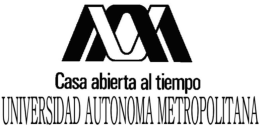 Casa abierta al tiempo
UNIVERSIDAD AUTONOMA METROPOLITANA